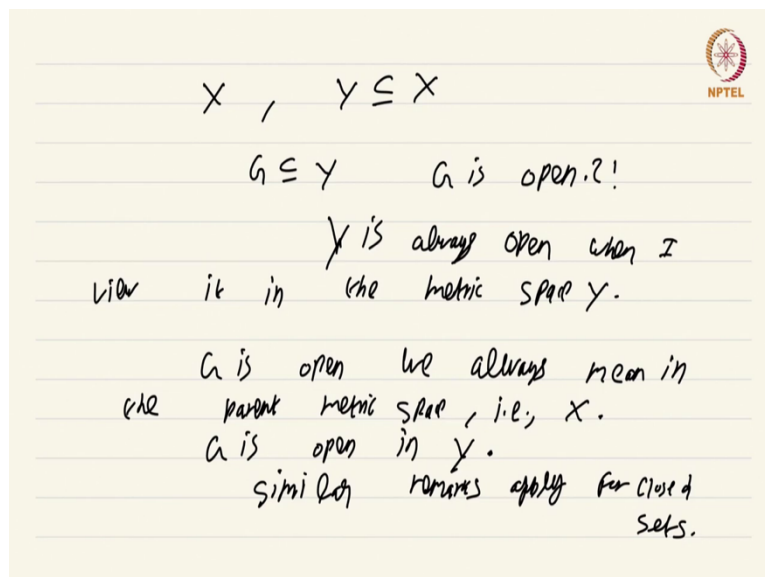 NPTEL
X, Y ⊆ X
G ⊆ Y G is open.?!
Y is always open when I
view it in the metric space Y.
G is open we always mean in
the parent metric space, i.e., X.
G is open in Y.
Similar remarks apply for closed
sets.